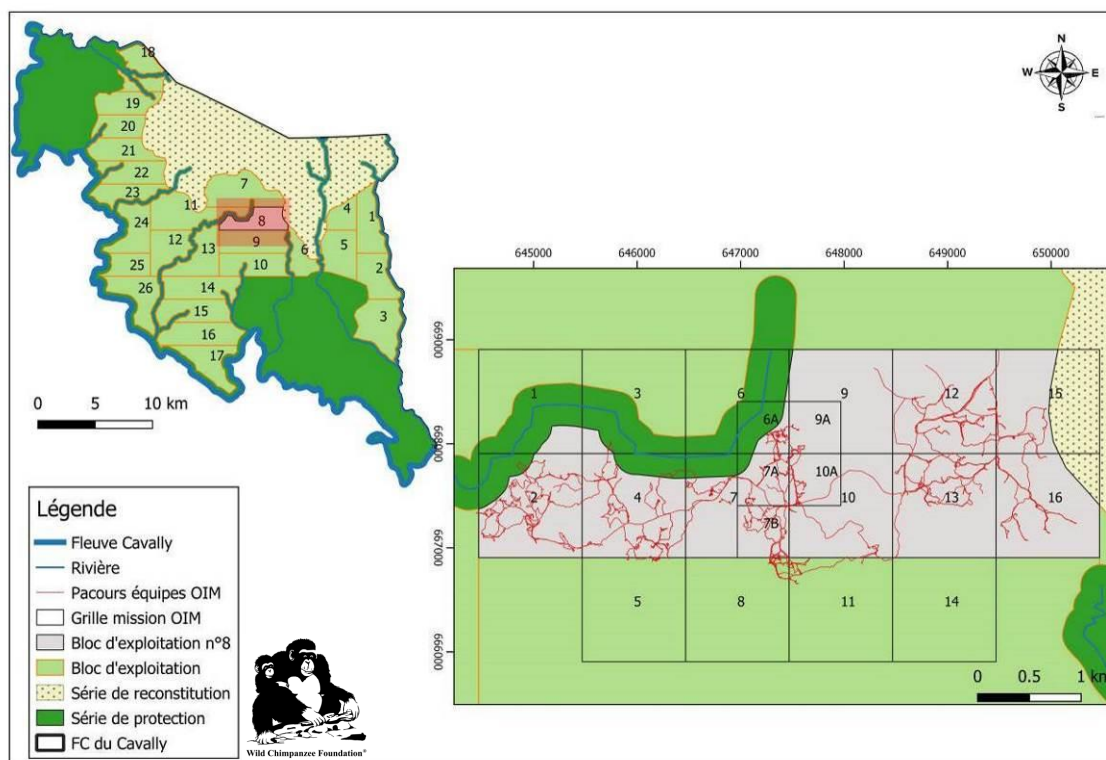 18
19
20
21
22
23
24
25
26
11
12
13
14
15
16
17
7
8
9
10
6
4
5
1
2
3
0 5 10 km
N
W E
S
645000 646000 647000 648000 649000 650000
669000
668000
667000
666000
1 3 6 9 12 15
6A 9A
7A 10A
2 4 7 10 13 16
7B
5 8 11 14
0 0.5 1 km
Légende
Fleuve Cavally
Rivière
Pacours équipes OIM
Grille mission OIM
Bloc d'exploitation n°8
Bloc d'exploitation
Série de reconstitution
Série de protection
FC du Cavally
Wild Chimpanzee Foundation®